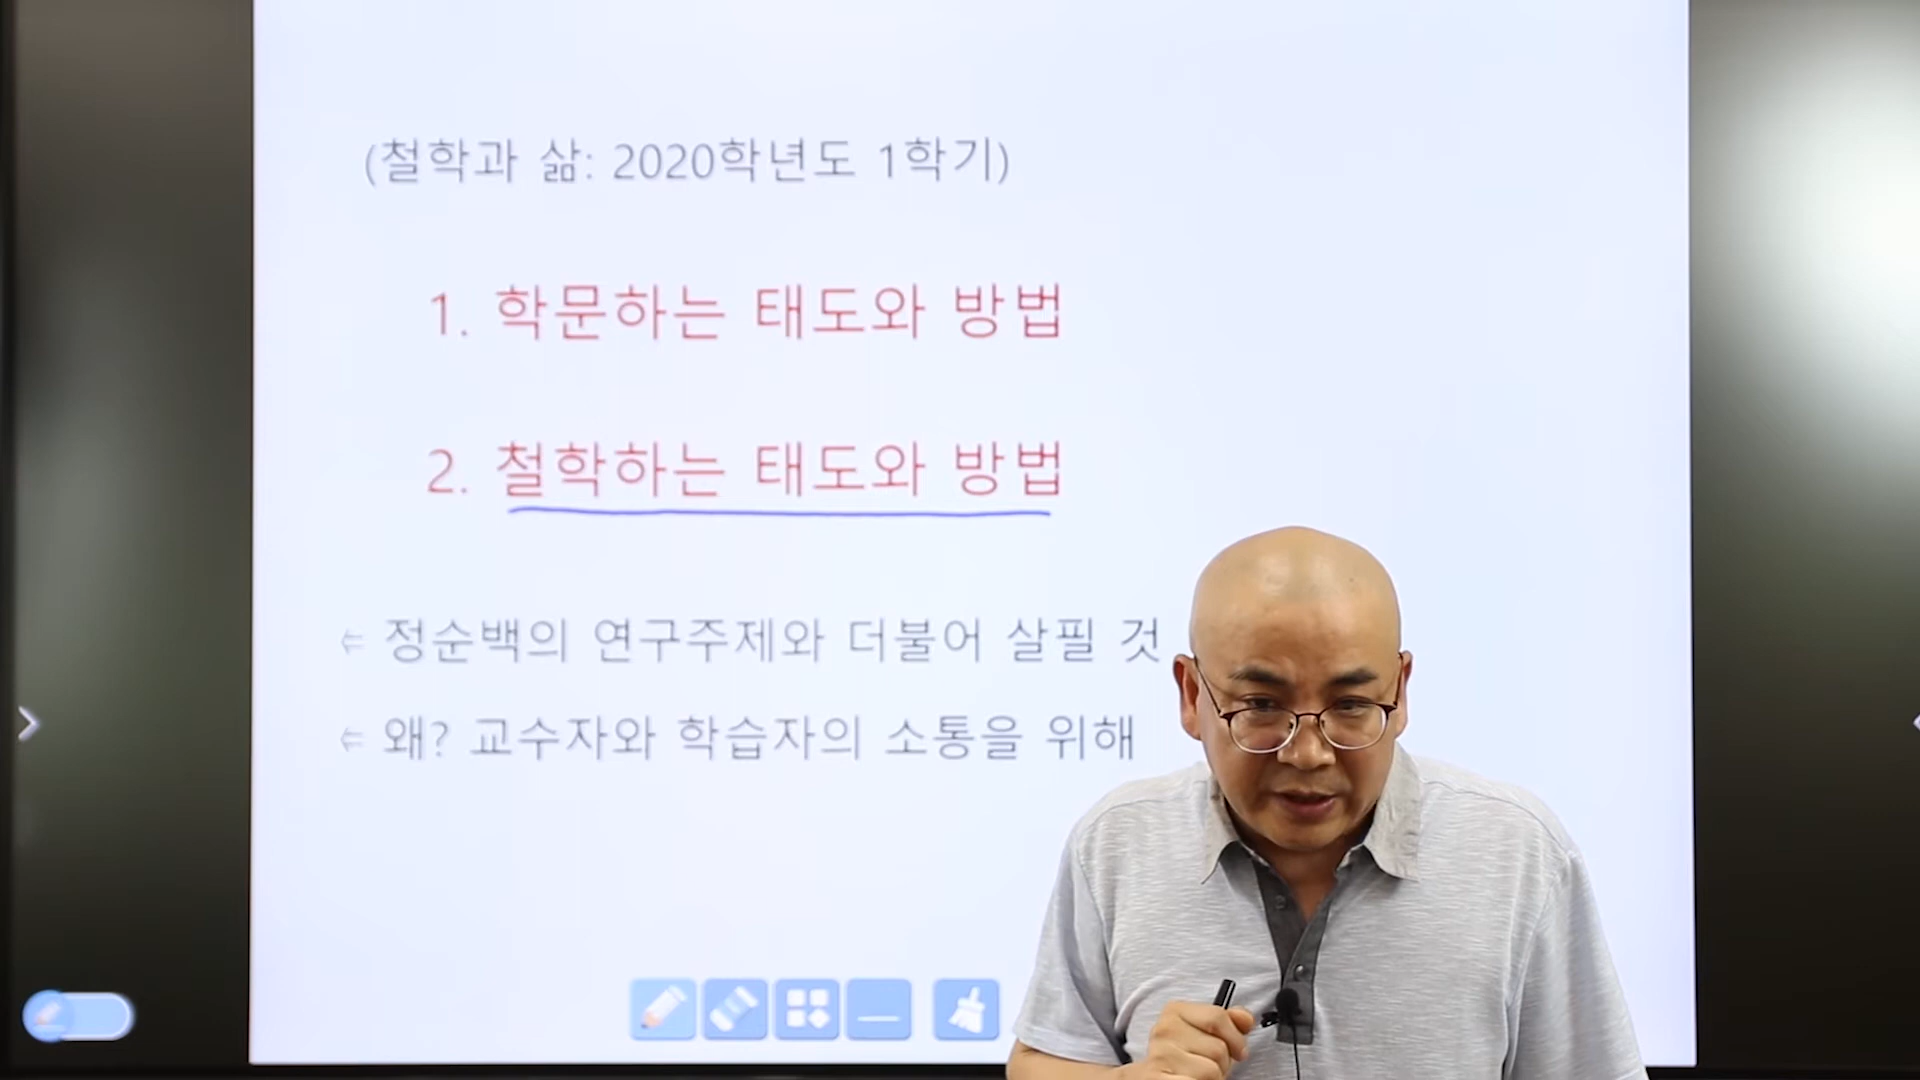 (철학과 삶: 2020학년도 1학기)
1. 학문하는 태도와 방법
2. 철학하는 태도와 방법
⇐ 정순백의 연구주제와 더불어 살필 것
⇐ 왜? 교수자와 학습자의 소통을 위해